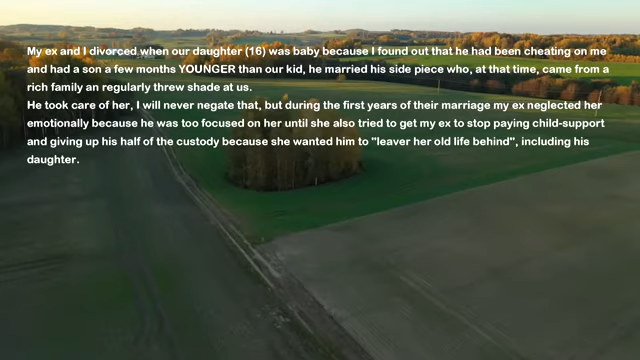 My ex and I divorced when our daughter (16) was baby because I found out that he had been cheating on me
and had a son a few months YOUNGER than our kid, he married his side piece who, at that time, came from a
rich family an regularly threw shade at us.
He took care of her, I will never negate that, but during the first years of their marriage my ex neglected her
emotionally because he was too focused on her until she also tried to get my ex to stop paying child-support
and giving up his half of the custody because she wanted him to "leaver her old life behind", including his
daughter.